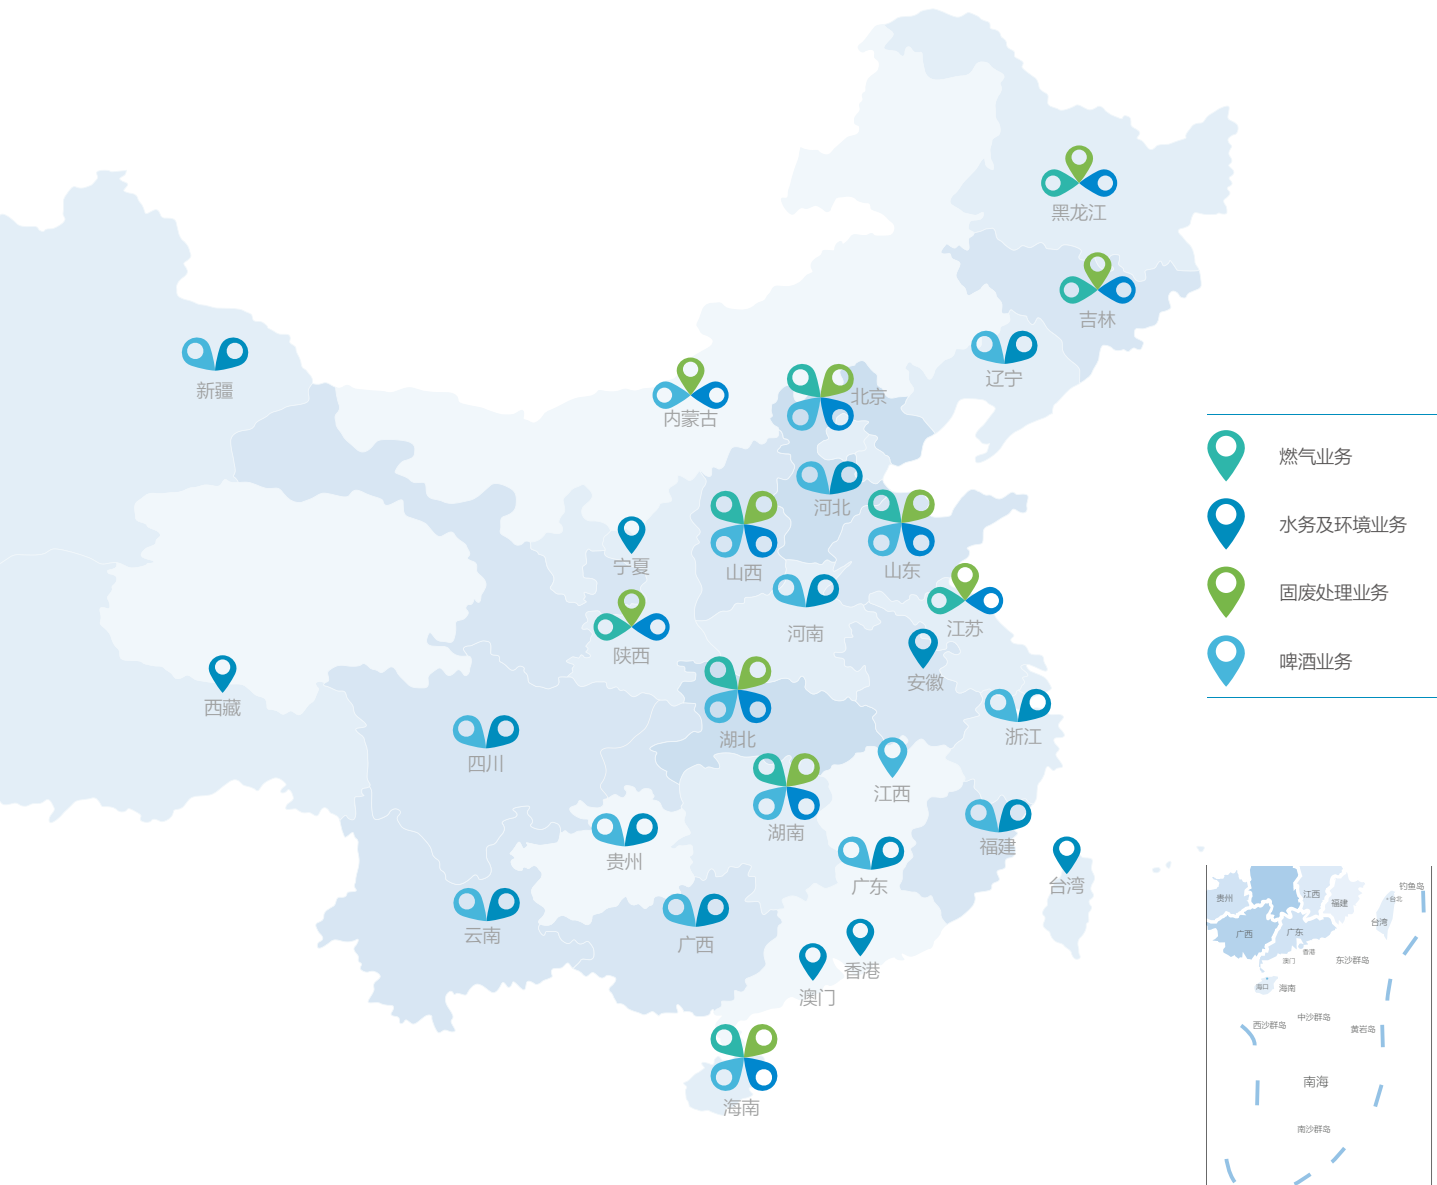 黑龙江
吉林
辽宁
新疆
内蒙古
北京
河北
山西
山东
宁夏
河南
江苏
陕西
安徽
西藏
湖北
浙江
四川
江西
湖南
福建
贵州
广东
台湾
云南
广西
香港
澳门
海南
燃气业务
水务及环境业务
固废处理业务
啤酒业务
钓鱼岛
江西
台北
贵州
福建
台湾
广西
广东
香港
澳门
东沙群岛
海口
海南
中沙群岛
西沙群岛
黄岩岛
南海
南沙群岛